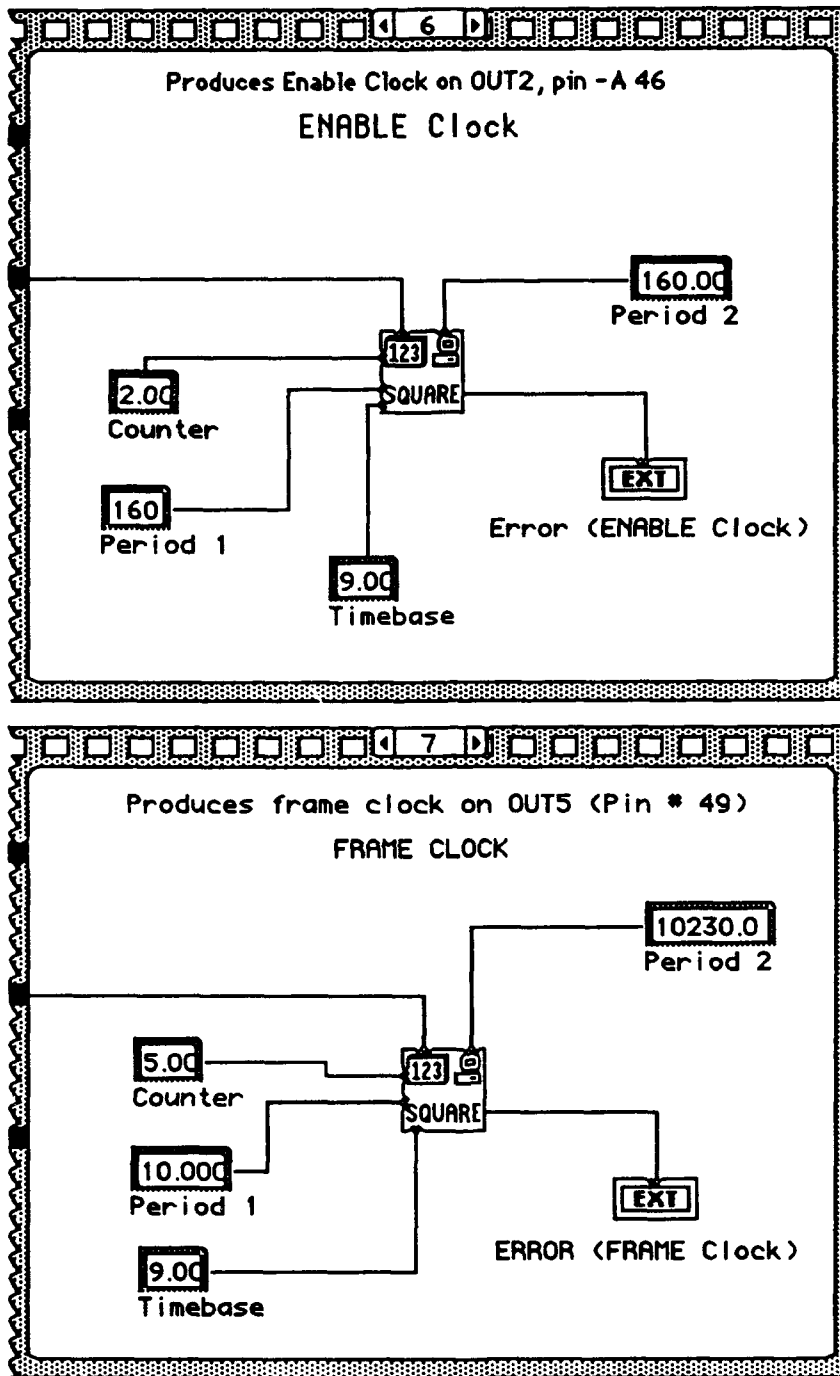 6
Produces Enable Clock on OUT2, pin -A 46
ENABLE Clock
160.00
Period 2
123
SQUARE
2.00
Counter
EXT
160
Period 1
Error (ENABLE Clock)
9.00
Timebase
7
Produces frame clock on OUT5 (Pin # 49)
FRAME CLOCK
10230.0
Period 2
5.00
Counter
123
SQUARE
10.000
Period 1
EXT
ERROR (FRAME Clock)
9.00
Timebase